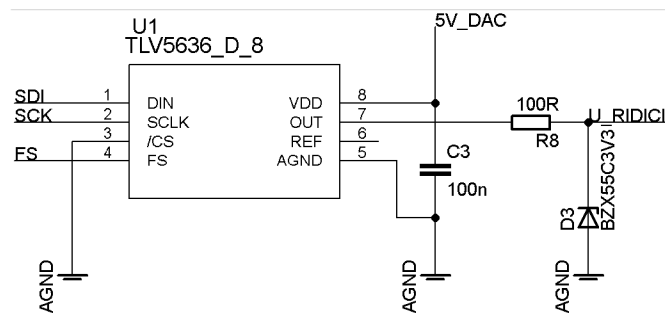 5V_DAC
U1
TLV5636_D_8
SDI 1 DIN VDD 8
SCK 2 SCLK OUT 7
3 /CS REF 6
FS 4 FS AGND 5
100R
R8
U_RIDICI
C3
100n
D3
BZX55C3V3
AGND
AGND
AGND